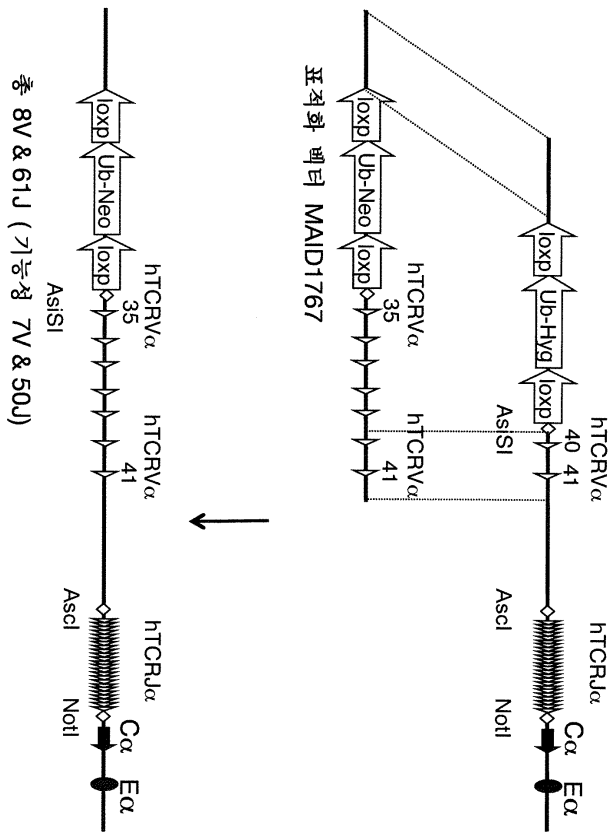 hTCRVα hTCRJα
40 41 Cα Eα
loxp Ub-Hyg loxp
AsiSI AscI NotI
hTCRVα hTCRVα
35 41
loxp Ub-Neo loxp
표적화 벡터 MAID1767
hTCRVα hTCRVα hTCRJα
35 41 Cα Eα
loxp Ub-Neo loxp
AsiSI AscI NotI
총 8V & 61J (기능성 7V & 50J)